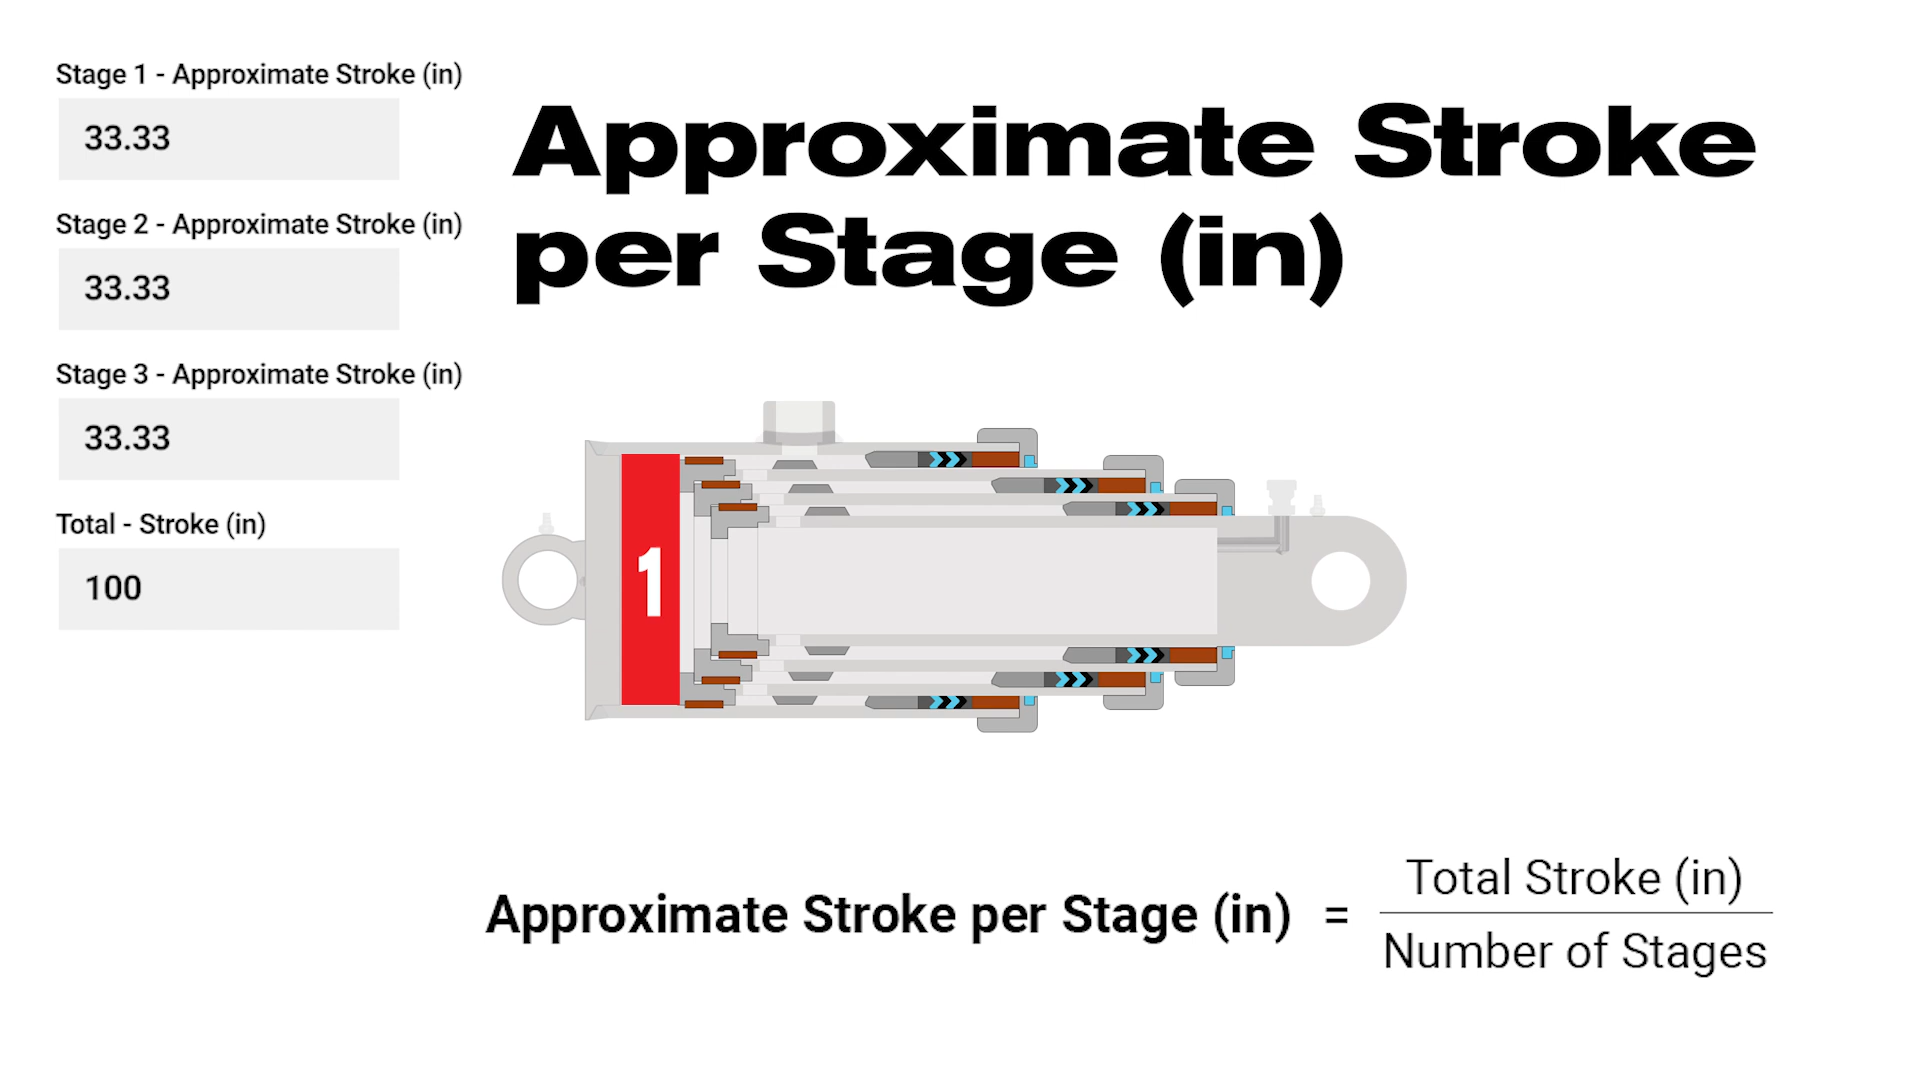 Stage 1 - Approximate Stroke (in)
33.33
Stage 2 - Approximate Stroke (in)
33.33
Stage 3 - Approximate Stroke (in)
33.33
Total - Stroke (in)
100
Approximate Stroke
per Stage (in)
1
Approximate Stroke per Stage (in) =
Total Stroke (in)
Number of Stages